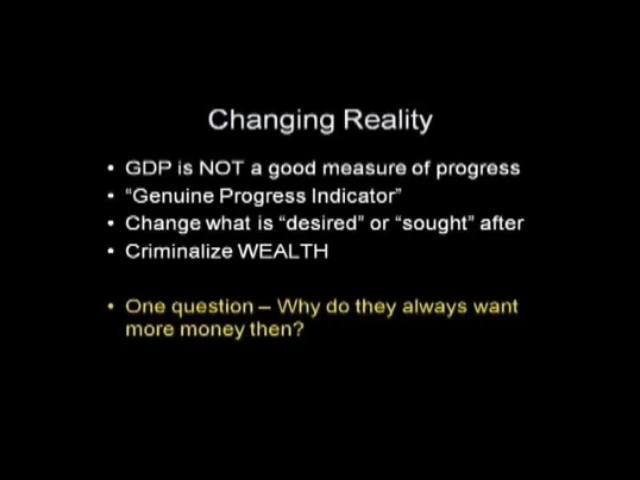 Changing Reality
• GDP is NOT a good measure of progress
• “Genuine Progress Indicator”
• Change what is “desired” or “sought” after
• Criminalize WEALTH
• One question – Why do they always want
more money then?